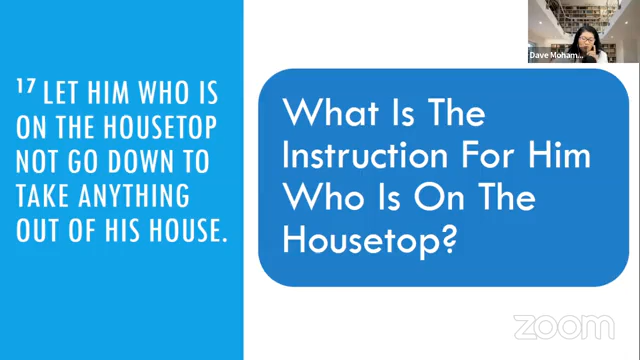 17 LET HIM WHO IS
ON THE HOUSETOP
NOT GO DOWN TO
TAKE ANYTHING
OUT OF HIS HOUSE.
What Is The
Instruction For Him
Who Is On The
Housetop?
Dave Moham...
zoom